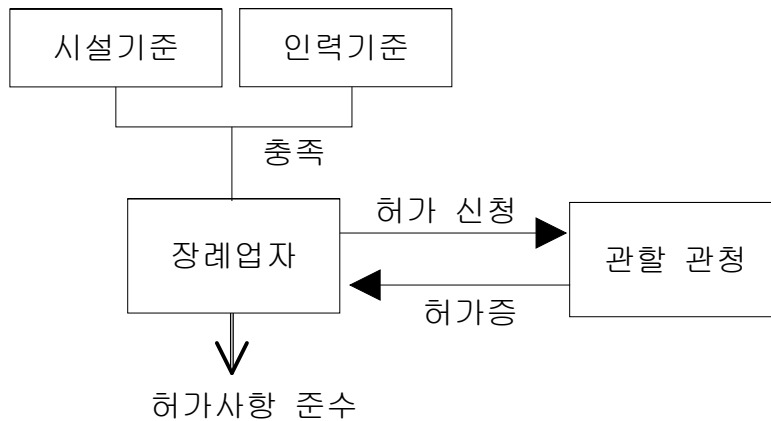 시설기준
인력기준
충족
허가 신청
장례업자
관할 관청
허가증
허가사항 준수